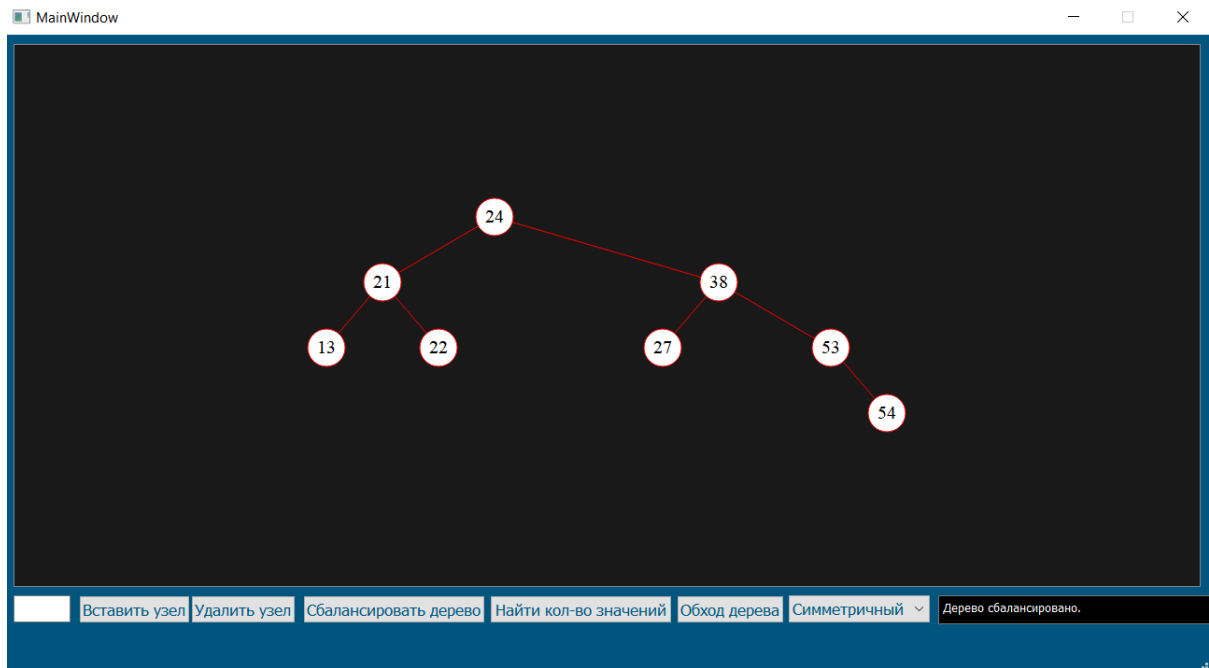 MainWindow
24
21 38
13 22 27 53
54
Вставить узел Удалить узел Сбалансировать дерево Найти кол-во значений Обход дерева Симметричный Дерево сбалансировано.